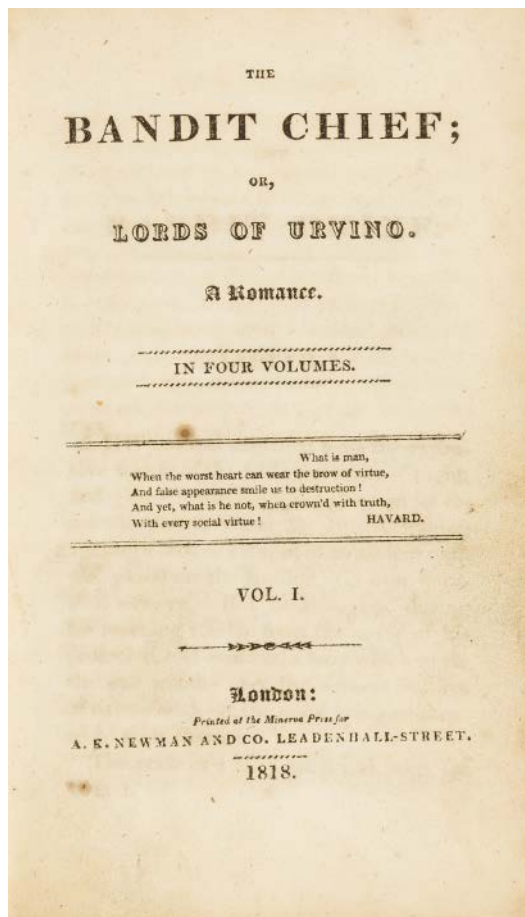 THE
BANDIT CHIEF;
OR,
LORDS OF URVINO.
A Romance.
IN FOUR VOLUMES.
What is man,
When the worst heart can wear the brow of virtue,
And false appearance smile us to destruction!
And yet, what is he not, when crown'd with truth,
With every social virtue! HAVARD.
VOL. I.
London:
Printed at the Minerva Press for
A. K. NEWMAN AND CO. LEADENHALL-STREET.
1818.